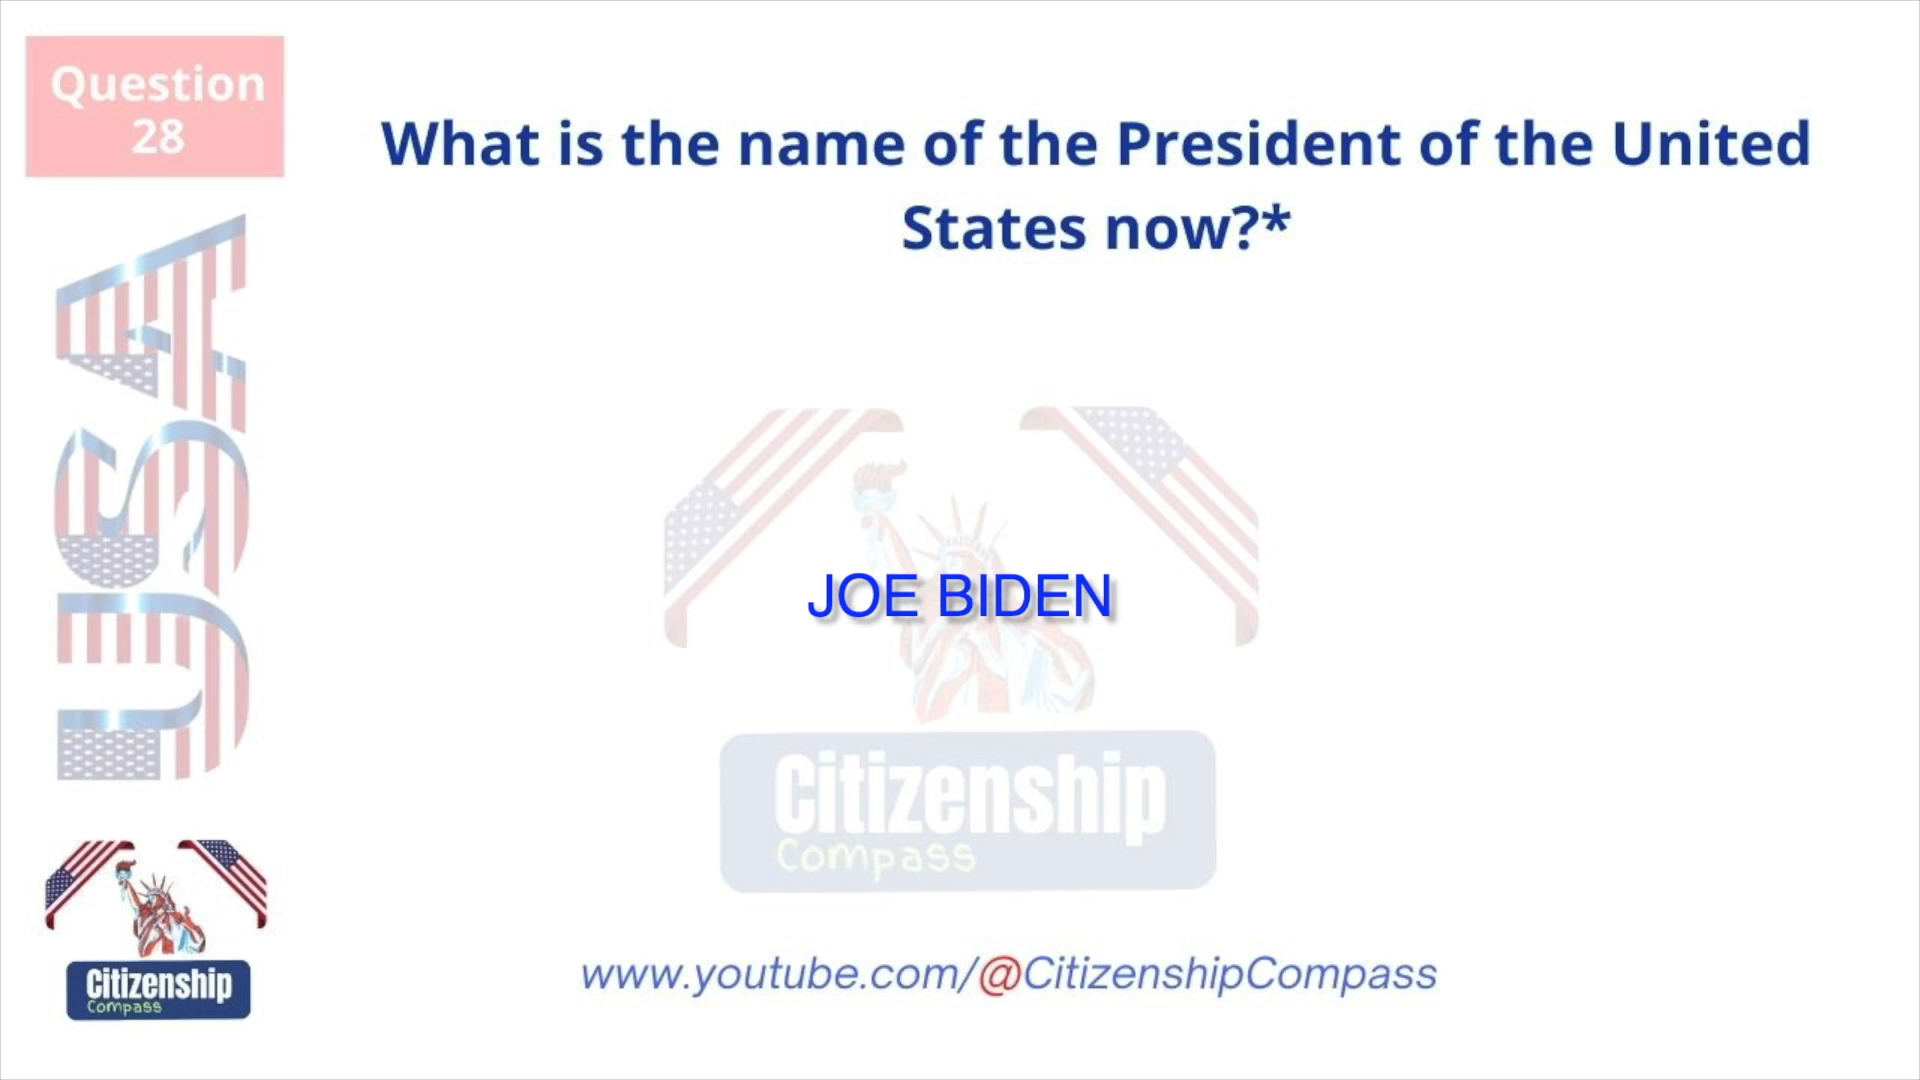 Question
28
What is the name of the President of the United
States now?*
USA
JOE BIDEN
Citizenship
Compass
Citizenship
Compass
www.youtube.com/@CitizenshipCompass